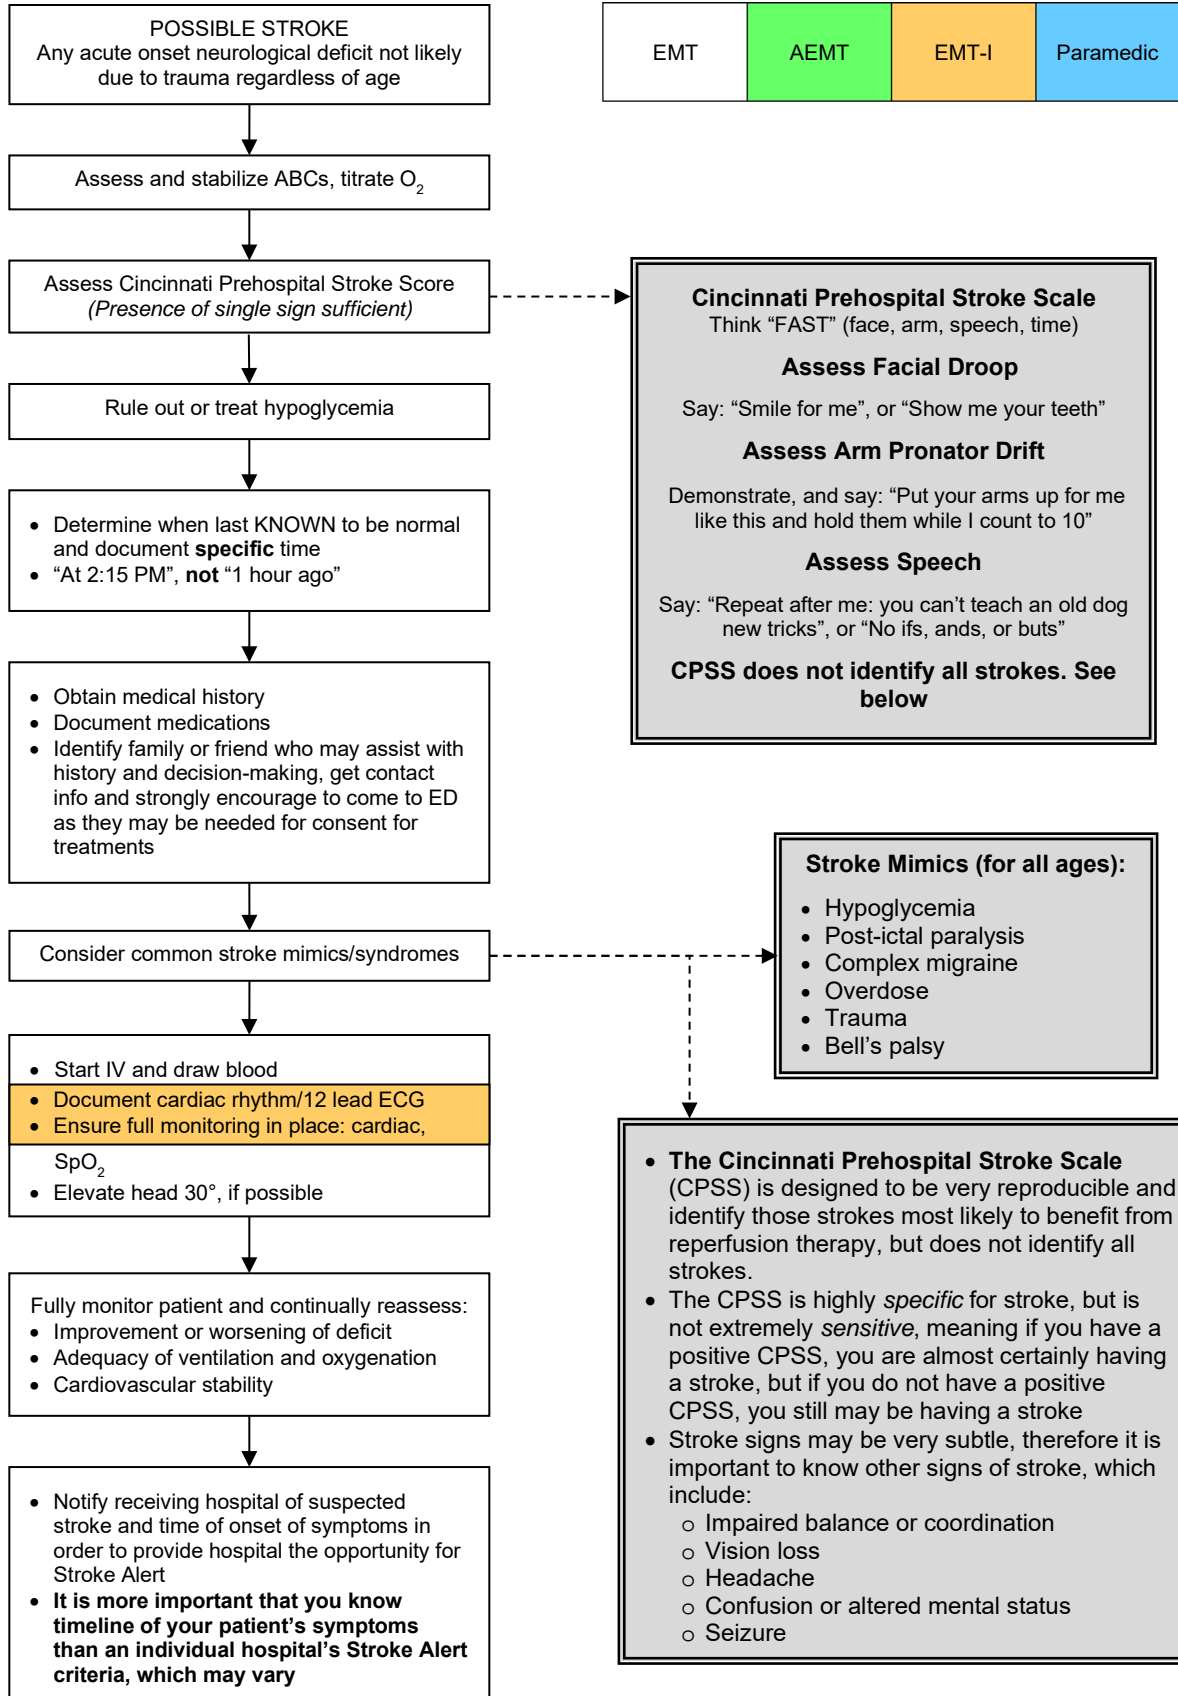 POSSIBLE STROKE
Any acute onset neurological deficit not likely
due to trauma regardless of age
EMT
AEMT
EMT-I
Paramedic
Assess and stabilize ABCs, titrate O₂
Assess Cincinnati Prehospital Stroke Score
(Presence of single sign sufficient)
Rule out or treat hypoglycemia
• Determine when last KNOWN to be normal
and document specific time
• “At 2:15 PM”, not “1 hour ago”
• Obtain medical history
• Document medications
• Identify family or friend who may assist with
history and decision-making, get contact
info and strongly encourage to come to ED
as they may be needed for consent for
treatments
Consider common stroke mimics/syndromes
• Start IV and draw blood
• Document cardiac rhythm/12 lead ECG
• Ensure full monitoring in place: cardiac,
SpO₂
• Elevate head 30°, if possible
Fully monitor patient and continually reassess:
• Improvement or worsening of deficit
• Adequacy of ventilation and oxygenation
• Cardiovascular stability
• Notify receiving hospital of suspected
stroke and time of onset of symptoms in
order to provide hospital the opportunity for
Stroke Alert
• It is more important that you know
timeline of your patient’s symptoms
than an individual hospital’s Stroke Alert
criteria, which may vary
Cincinnati Prehospital Stroke Scale
Think “FAST” (face, arm, speech, time)
Assess Facial Droop
Say: “Smile for me”, or “Show me your teeth”
Assess Arm Pronator Drift
Demonstrate, and say: “Put your arms up for me
like this and hold them while I count to 10”
Assess Speech
Say: “Repeat after me: you can’t teach an old dog
new tricks”, or “No ifs, ands, or buts”
CPSS does not identify all strokes. See
below
Stroke Mimics (for all ages):
• Hypoglycemia
• Post-ictal paralysis
• Complex migraine
• Overdose
• Trauma
• Bell’s palsy
• The Cincinnati Prehospital Stroke Scale
(CPSS) is designed to be very reproducible and
identify those strokes most likely to benefit from
reperfusion therapy, but does not identify all
strokes.
• The CPSS is highly specific for stroke, but is
not extremely sensitive, meaning if you have a
positive CPSS, you are almost certainly having
a stroke, but if you do not have a positive
CPSS, you still may be having a stroke
• Stroke signs may be very subtle, therefore it is
important to know other signs of stroke, which
include:
o Impaired balance or coordination
o Vision loss
o Headache
o Confusion or altered mental status
o Seizure